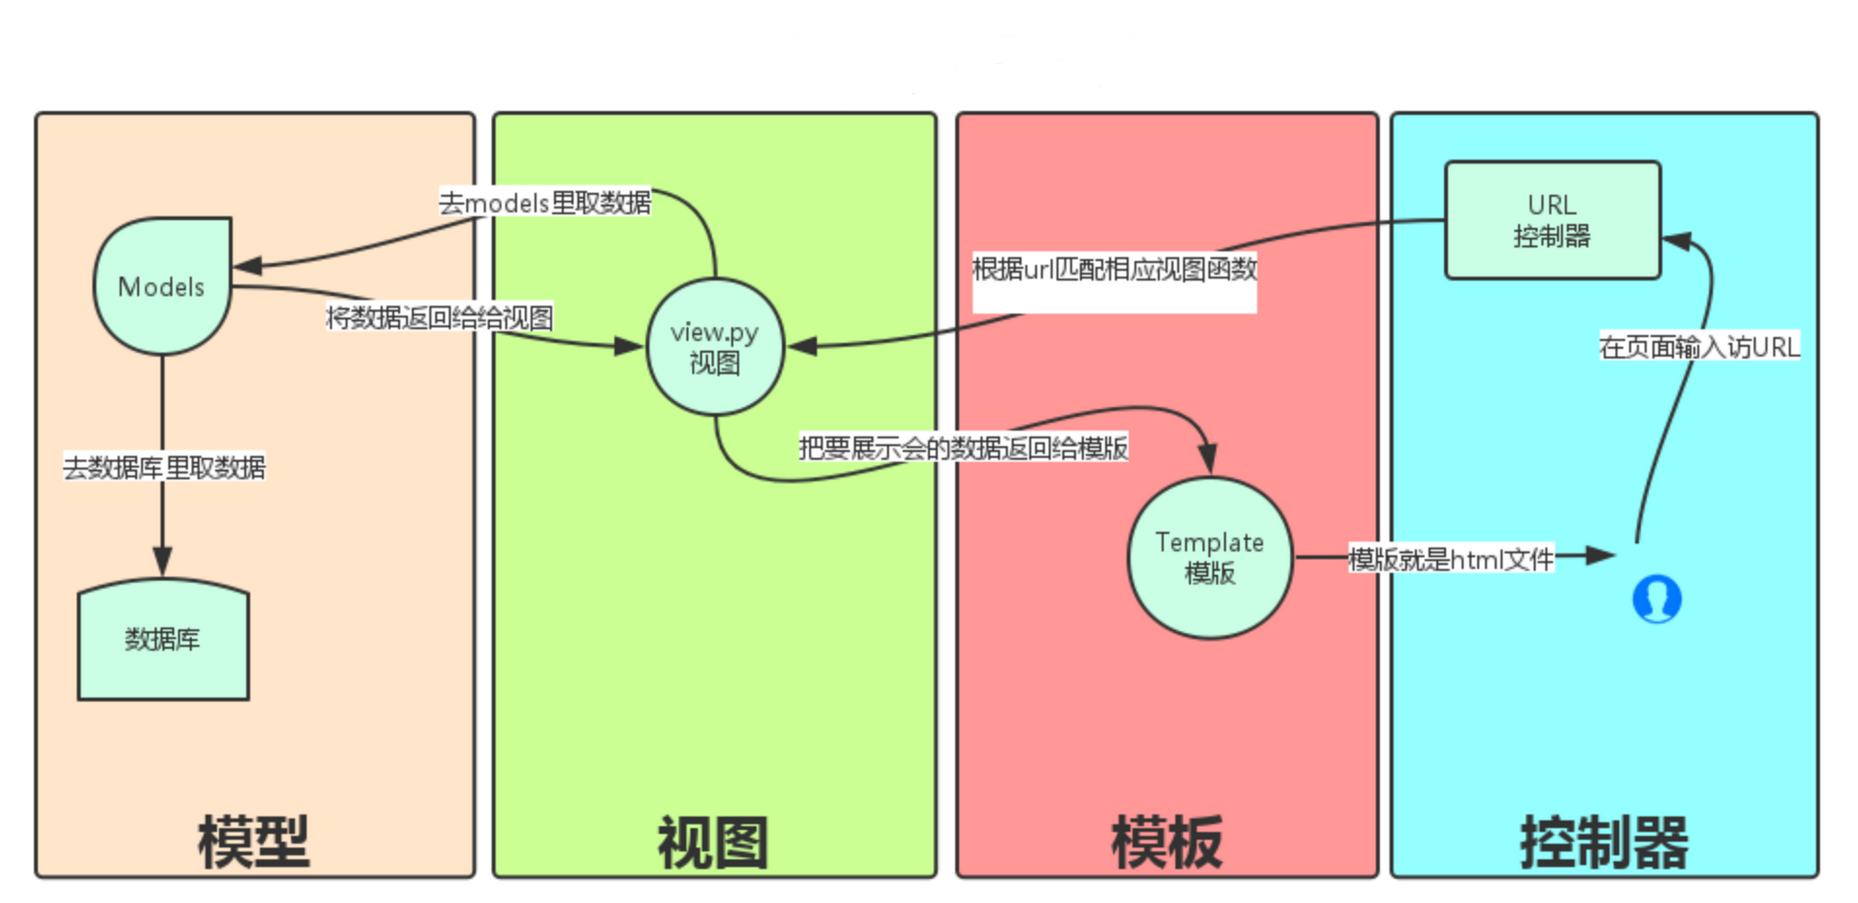 URL
控制器
去models里取数据
根据url匹配相应视图函数
Models
将数据返回给给视图
view.py
视图
在页面输入访URL
把要展示会的数据返回给模版
去数据库里取数据
Template
模版
模版就是html文件
数据库
模型
视图
模板
控制器